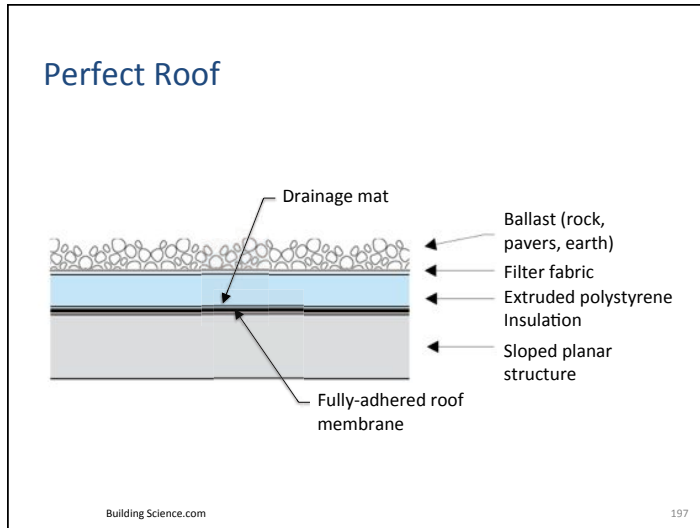 Perfect Roof
Drainage mat
Ballast (rock,
pavers, earth)
Filter fabric
Extruded polystyrene
Insulation
Sloped planar
structure
Fully-adhered roof
membrane
Building Science.com
197